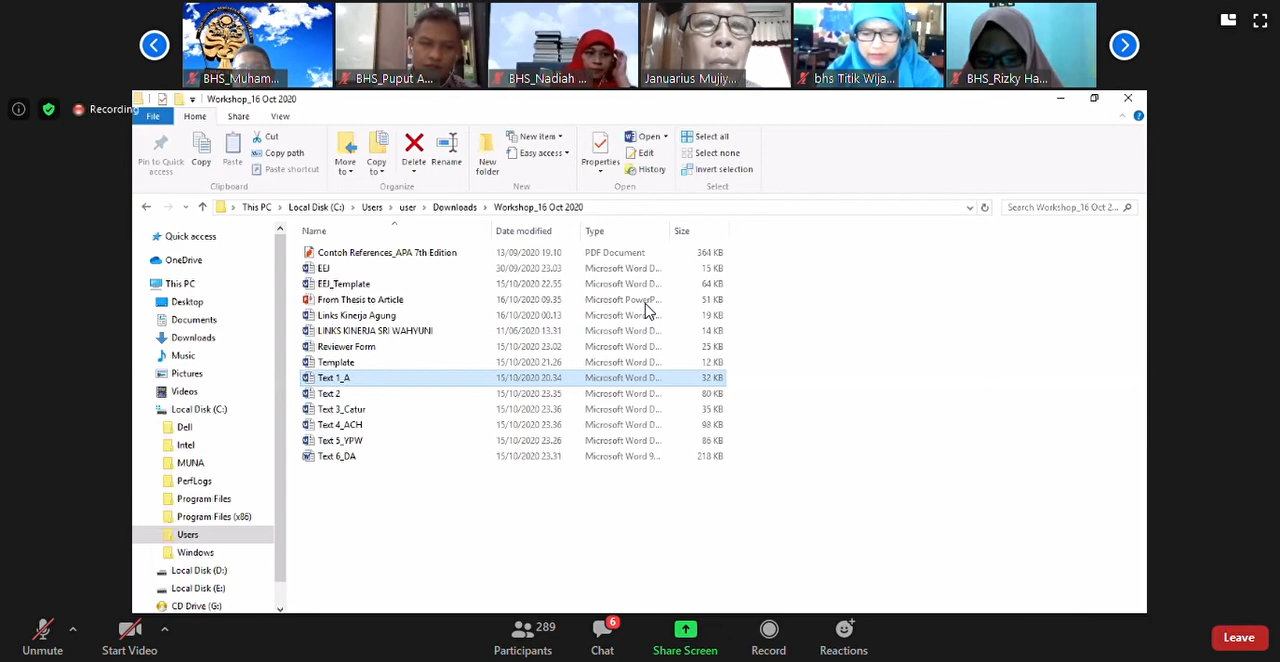 BHS_Muham...
BHS_Puput A...
BHS_Nadiah ...
Januarius Mujiy...
bhs Titik Wija...
BHS_Rizky Ha...
Recording
Workshop_16 Oct 2020
File Home Share View
Pin to Quick access
Copy
Paste
Cut
Copy path
Paste shortcut
Clipboard
Move to
Copy to
Delete
Rename
Organize
New folder
New item
Easy access
New
Properties
Open
Edit
History
Open
Select all
Select none
Invert selection
Select
This PC > Local Disk (C:) > Users > user > Downloads > Workshop_16 Oct 2020
Search Workshop_16 Oct 2...
Quick access
OneDrive
This PC
Desktop
Documents
Downloads
Music
Pictures
Videos
Local Disk (C:)
Dell
Intel
MUNA
PerfLogs
Program Files
Program Files (x86)
Users
Windows
Local Disk (D:)
Local Disk (E:)
CD Drive (G:)
Name Date modified Type Size
Contoh References_APA 7th Edition 13/09/2020 19.10 PDF Document 364 KB
EEJ 30/09/2020 23.03 Microsoft Word D... 15 KB
EEJ_Template 15/10/2020 22.55 Microsoft Word D... 64 KB
From Thesis to Article 16/10/2020 09.35 Microsoft PowerP... 51 KB
Links Kinerja Agung 16/10/2020 00.13 Microsoft Word 19 KB
LINKS KINERJA SRI WAHYUNI 11/06/2020 13.31 Microsoft Word D... 14 KB
Reviewer Form 15/10/2020 23.02 Microsoft Word D... 25 KB
Template 15/10/2020 21.26 Microsoft Word D... 12 KB
Text 1_A 15/10/2020 20.34 Microsoft Word D... 32 KB
Text 2 15/10/2020 23.35 Microsoft Word D... 80 KB
Text 3_Catur 15/10/2020 23.36 Microsoft Word D... 35 KB
Text 4_ACH 15/10/2020 23.36 Microsoft Word D... 98 KB
Text 5_YPW 15/10/2020 23.26 Microsoft Word D... 86 KB
Text 6_DA 15/10/2020 23.31 Microsoft Word 9... 218 KB
Unmute
Start Video
289
Participants
6
Chat
Share Screen
Record
Reactions
Leave